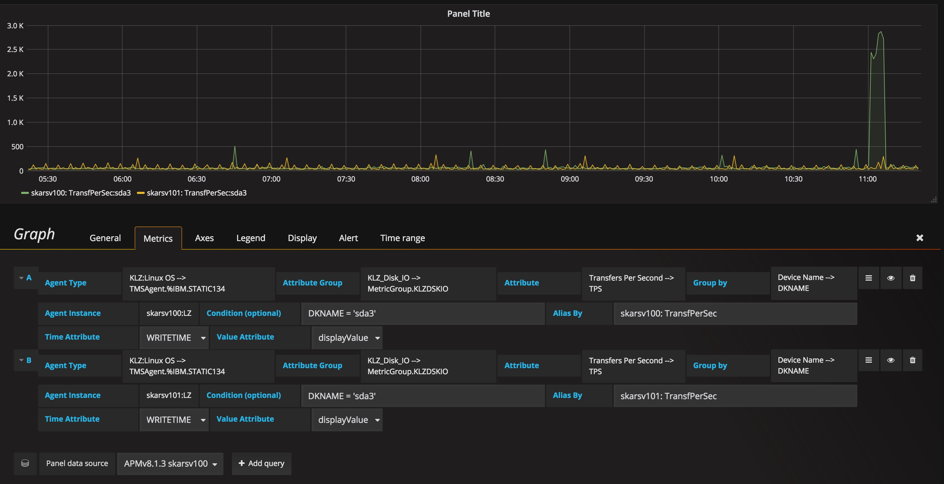 Panel Title
3.0 K
2.5 K
2.0 K
1.5 K
1.0 K
500
0
05:30 06:00 06:30 07:00 07:30 08:00 08:30 09:00 09:30 10:00 10:30 11:00
skarsv100: TransfPerSec:sda3 skarsv101: TransfPerSec:sda3
Graph General Metrics Axes Legend Display Alert Time range
A Agent Type KLZ:Linux OS --> Attribute Group KLZ_Disk_IO --> Attribute Transfers Per Second --> Group by Device Name -->
TMSAgent.%IBM.STATIC134 MetricGroup.KLZDSKIO TPS DKNAME
Agent Instance skarsv100:LZ Condition (optional) DKNAME = 'sda3' Alias By skarsv100: TransfPerSec
Time Attribute WRITETIME Value Attribute displayValue
B Agent Type KLZ:Linux OS --> Attribute Group KLZ_Disk_IO --> Attribute Transfers Per Second --> Group by Device Name -->
TMSAgent.%IBM.STATIC134 MetricGroup.KLZDSKIO TPS DKNAME
Agent Instance skarsv101:LZ Condition (optional) DKNAME = 'sda3' Alias By skarsv101: TransfPerSec
Time Attribute WRITETIME Value Attribute displayValue
Panel data source APMv8.1.3 skarsv100 + Add query